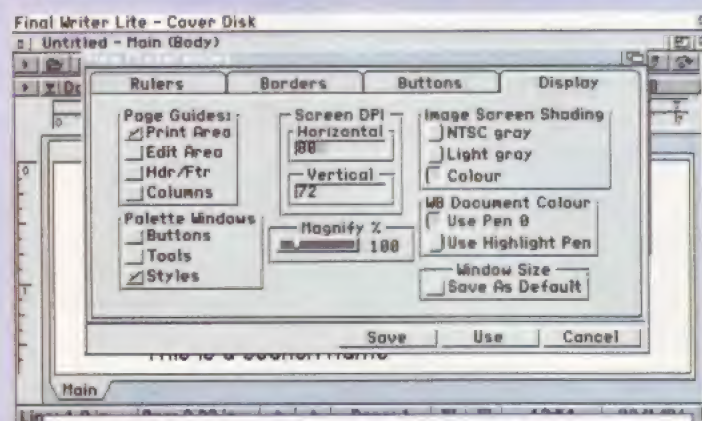 Final Writer Lite - Cover Disk
Untitled - Main (Body)
Rulers Borders Buttons Display
Page Guides:
Print Area
Edit Area
Hdr/Ftr
Columns
Palette Windows
Buttons
Tools
Styles
Screen DPI
Horizontal
80
Vertical
72
Magnify %
100
Image Screen Shading
NTSC gray
Light gray
Colour
WB Document Colour
Use Pen 0
Use Highlight Pen
Window Size
Save As Default
Save Use Cancel
This is a
Main